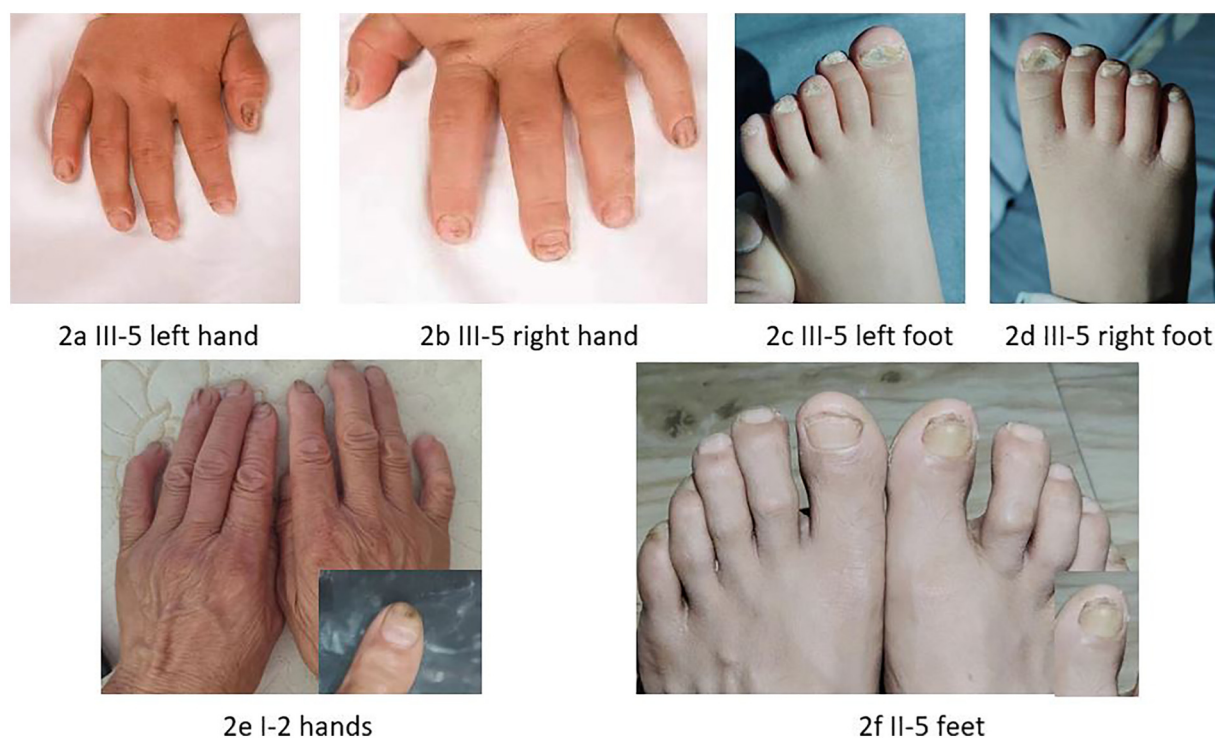 2a III-5 left hand
2b III-5 right hand
2c III-5 left foot
2d III-5 right foot
2e I-2 hands
2f II-5 feet